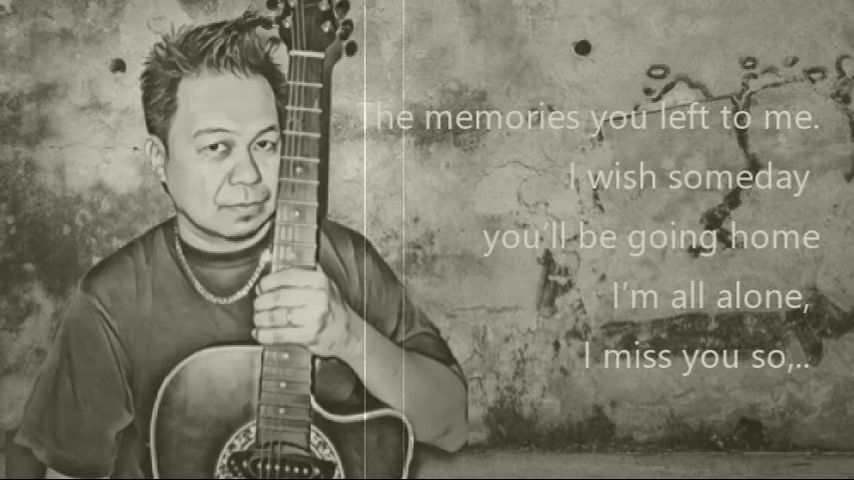 The memories you left to me.
I wish someday
you'll be going home
I'm all alone,
I miss you so,..